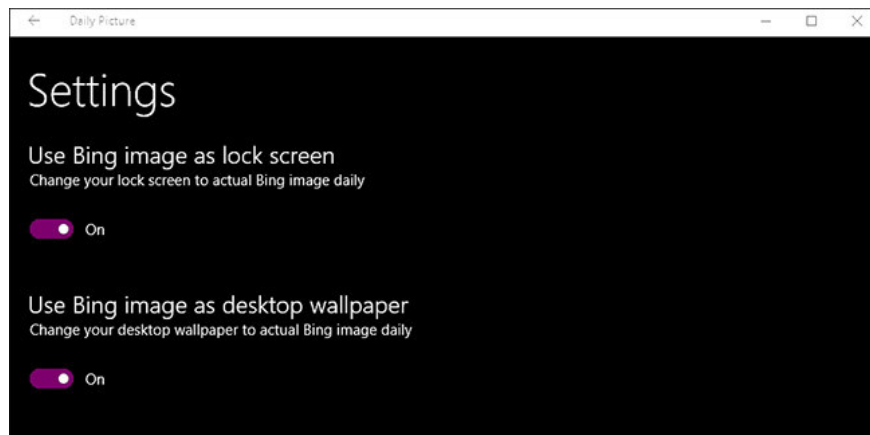 Daily Picture
Settings
Use Bing image as lock screen
Change your lock screen to actual Bing image daily
On
Use Bing image as desktop wallpaper
Change your desktop wallpaper to actual Bing image daily
On